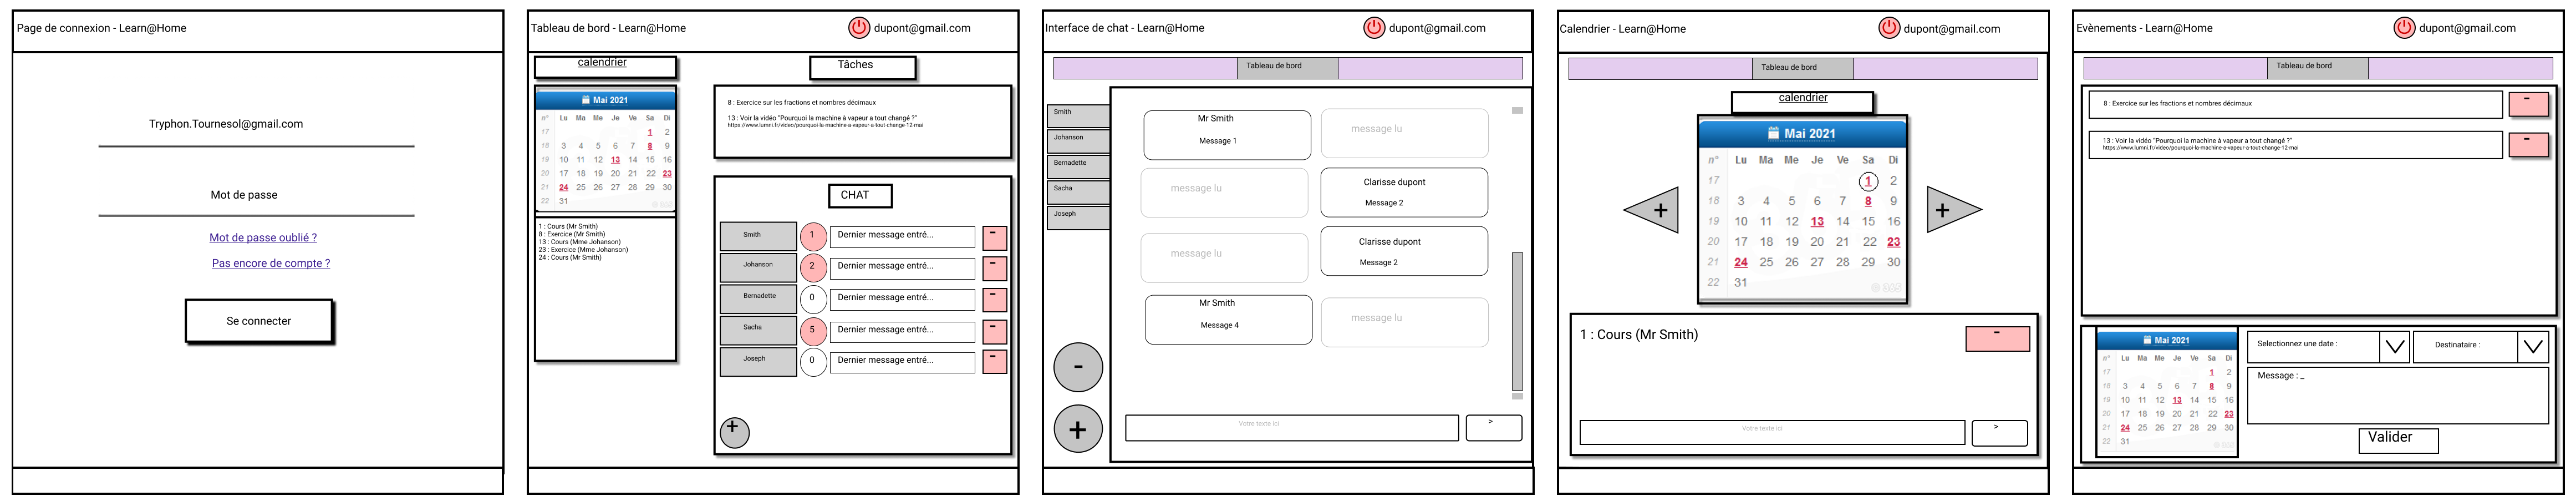 Page de connexion - Learn@Home
Tryphon.Tournesol@gmail.com
Mot de passe
Mot de passe oublié ?
Pas encore de compte ?
Se connecter
Tableau de bord - Learn@Home
dupont@gmail.com
calendrier
Mai 2021
n° Lu Ma Me Je Ve Sa Di
17 1 2
18 3 4 5 6 7 8 9
19 10 11 12 13 14 15 16
20 17 18 19 20 21 22 23
21 24 25 26 27 28 29 30
22 31
1 : Cours (Mr Smith)
8 : Exercice (Mr Smith)
13 : Cours (Mme Johanson)
23 : Exercice (Mme Johanson)
24 : Cours (Mr Smith)
Tâches
8 : Exercice sur les fractions et nombres décimaux
13 : Voir la vidéo "Pourquoi la machine à vapeur a tout changé ?"
https://www.lumni.fr/video/pourquoi-la-machine-a-vapeur-a-tout-change-12-mai
CHAT
Smith 1 Dernier message entré... -
Johanson 2 Dernier message entré... -
Bernadette 0 Dernier message entré... -
Sacha 5 Dernier message entré... -
Joseph 0 Dernier message entré... -
+
Interface de chat - Learn@Home
dupont@gmail.com
Tableau de bord
Smith
Johanson
Bernadette
Sacha
Joseph
-
+
Mr Smith
Message 1
message lu
message lu
Clarisse dupont
Message 2
message lu
Clarisse dupont
Message 2
Mr Smith
Message 4
message lu
Votre texte ici
>
Calendrier - Learn@Home
dupont@gmail.com
Tableau de bord
calendrier
Mai 2021
n° Lu Ma Me Je Ve Sa Di
17 1 2
18 3 4 5 6 7 8 9
19 10 11 12 13 14 15 16
20 17 18 19 20 21 22 23
21 24 25 26 27 28 29 30
22 31
+
+
1 : Cours (Mr Smith)
-
Votre texte ici
>
Evènements - Learn@Home
dupont@gmail.com
Tableau de bord
8 : Exercice sur les fractions et nombres décimaux
-
13 : Voir la vidéo "Pourquoi la machine à vapeur a tout changé ?"
https://www.lumni.fr/video/pourquoi-la-machine-a-vapeur-a-tout-change-12-mai
-
Mai 2021
n° Lu Ma Me Je Ve Sa Di
17 1 2
18 3 4 5 6 7 8 9
19 10 11 12 13 14 15 16
20 17 18 19 20 21 22 23
21 24 25 26 27 28 29 30
22 31
Selectionnez une date :
Destinataire :
Message : _
Valider